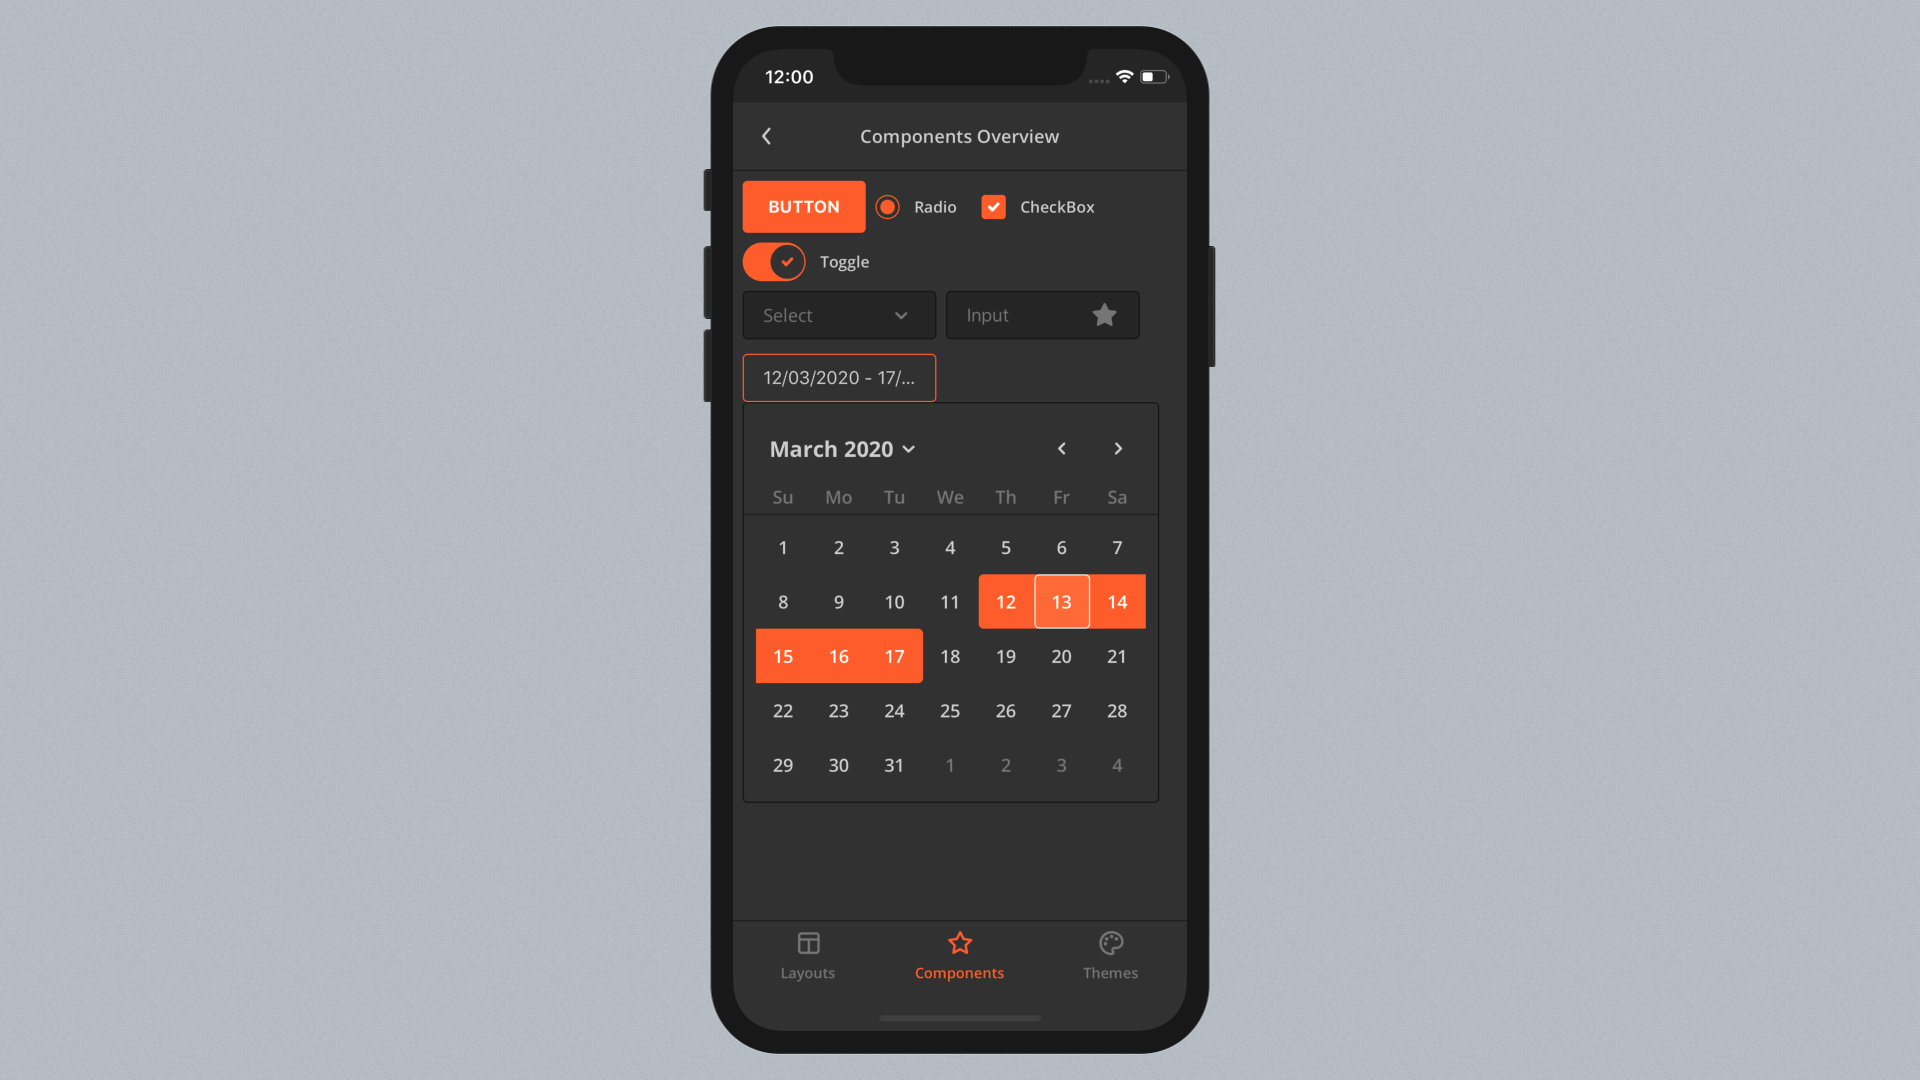 12:00
Components Overview
BUTTON Radio CheckBox
Toggle
Select Input
12/03/2020 - 17/...
March 2020
Su Mo Tu We Th Fr Sa
1 2 3 4 5 6 7
8 9 10 11 12 13 14
15 16 17 18 19 20 21
22 23 24 25 26 27 28
29 30 31 1 2 3 4
Layouts Components Themes